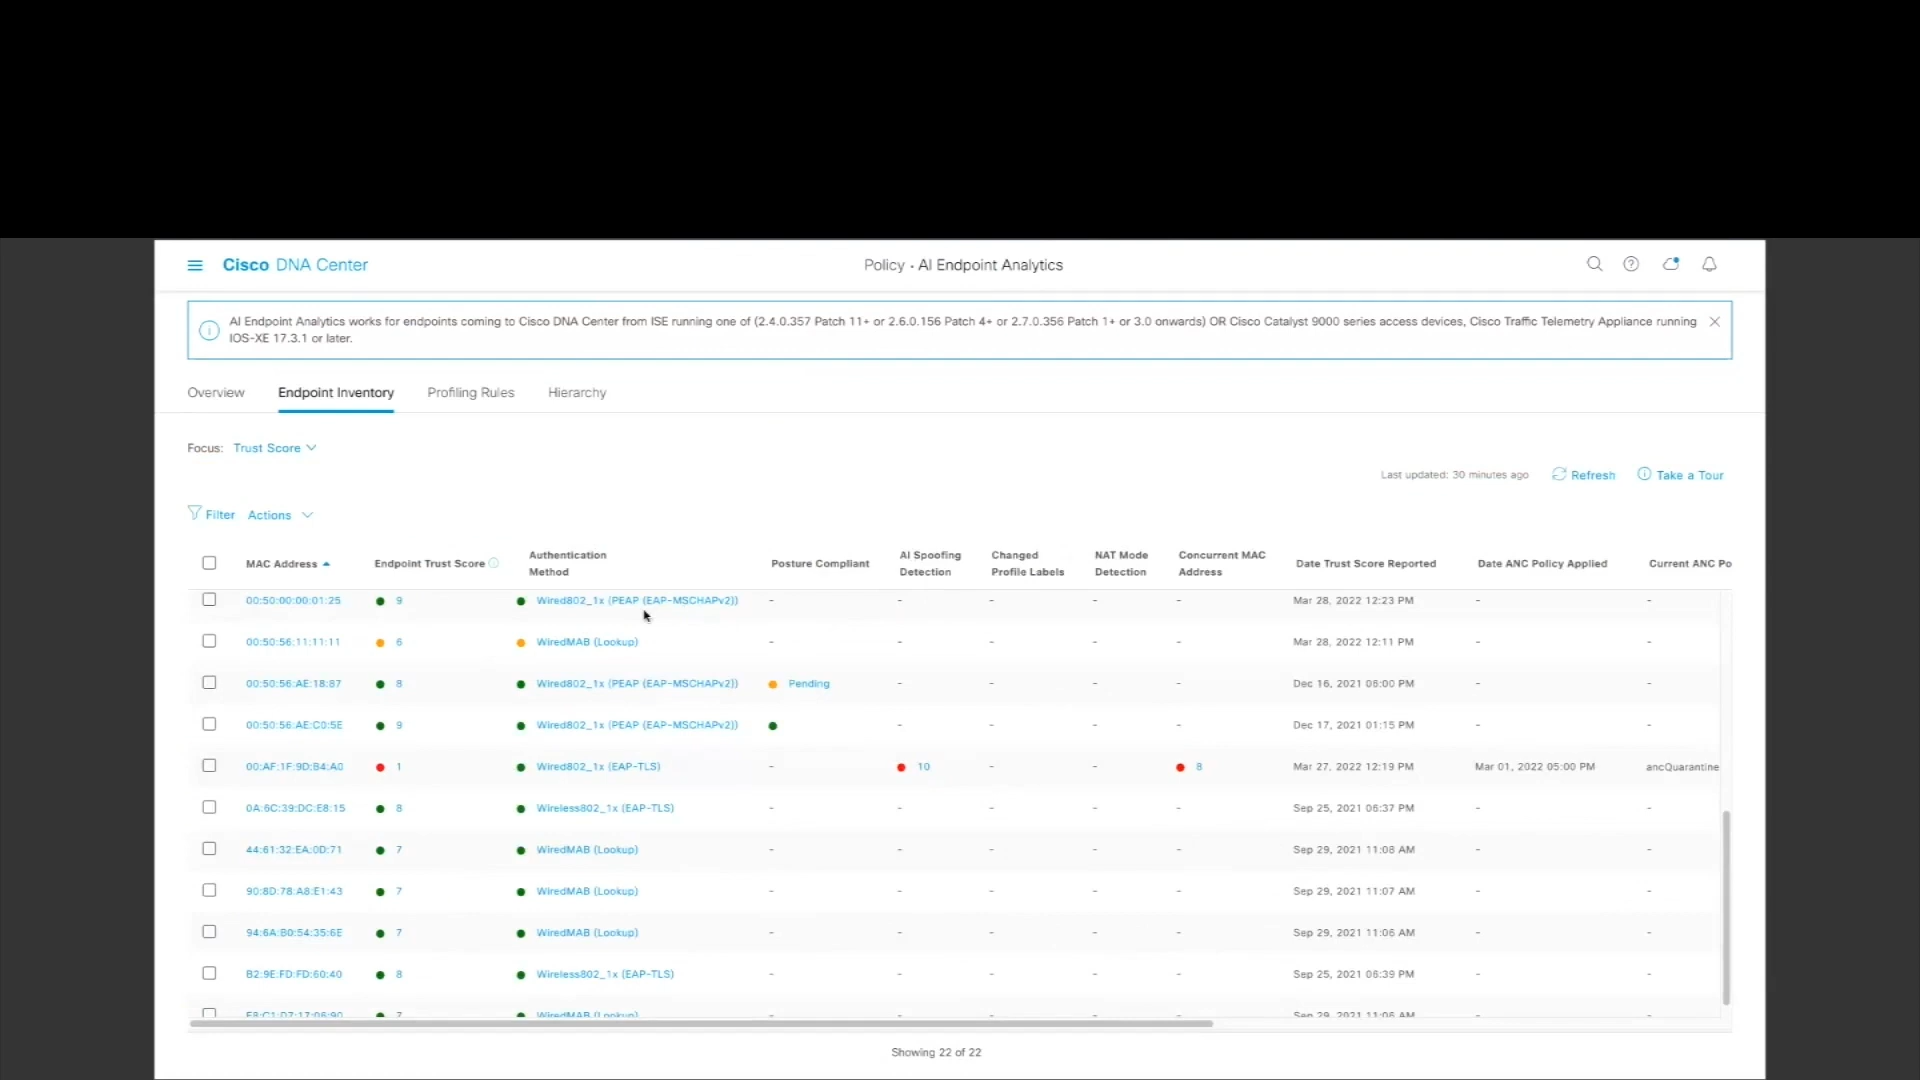 Cisco DNA Center
Policy • AI Endpoint Analytics
AI Endpoint Analytics works for endpoints coming to Cisco DNA Center from ISE running one of (2.4.0.357 Patch 11+ or 2.6.0.156 Patch 4+ or 2.7.0.356 Patch 1+ or 3.0 onwards) OR Cisco Catalyst 9000 series access devices, Cisco Traffic Telemetry Appliance running
IOS-XE 17.3.1 or later.
Overview Endpoint Inventory Profiling Rules Hierarchy
Focus: Trust Score
Last updated: 30 minutes ago Refresh Take a Tour
Filter Actions
MAC Address Endpoint Trust Score Authentication Method Posture Compliant AI Spoofing Detection Changed Profile Labels NAT Mode Detection Concurrent MAC Address Date Trust Score Reported Date ANC Policy Applied Current ANC Po
00:50:00:00:01:25 9 Wired802_1x (PEAP (EAP-MSCHAPv2)) - - - - - Mar 28, 2022 12:23 PM - -
00:50:56:11:11:11 6 WiredMAB (Lookup) - - - - - Mar 28, 2022 12:11 PM - -
00:50:56:AE:18:87 8 Wired802_1x (PEAP (EAP-MSCHAPv2)) Pending - - - - Dec 16, 2021 06:00 PM - -
00:50:56:AE:C0:5E 9 Wired802_1x (PEAP (EAP-MSCHAPv2)) - - - - Dec 17, 2021 01:15 PM - -
00:AF:1F:9D:B4:A0 1 Wired802_1x (EAP-TLS) - 10 - - 8 Mar 27, 2022 12:19 PM Mar 01, 2022 05:00 PM ancQuarantine
0A:6C:39:DC:E8:15 8 Wireless802_1x (EAP-TLS) - - - - - Sep 25, 2021 06:37 PM - -
44:61:32:EA:0D:71 7 WiredMAB (Lookup) - - - - - Sep 29, 2021 11:08 AM - -
90:8D:78:A8:E1:43 7 WiredMAB (Lookup) - - - - - Sep 29, 2021 11:07 AM - -
94:6A:B0:54:35:6E 7 WiredMAB (Lookup) - - - - - Sep 29, 2021 11:06 AM - -
B2:9E:FD:FD:60:40 8 Wireless802_1x (EAP-TLS) - - - - - Sep 25, 2021 06:39 PM - -
7 WiredMAB (Lookup) - - - - - Sep 29, 2021 11:06 AM - -
Showing 22 of 22